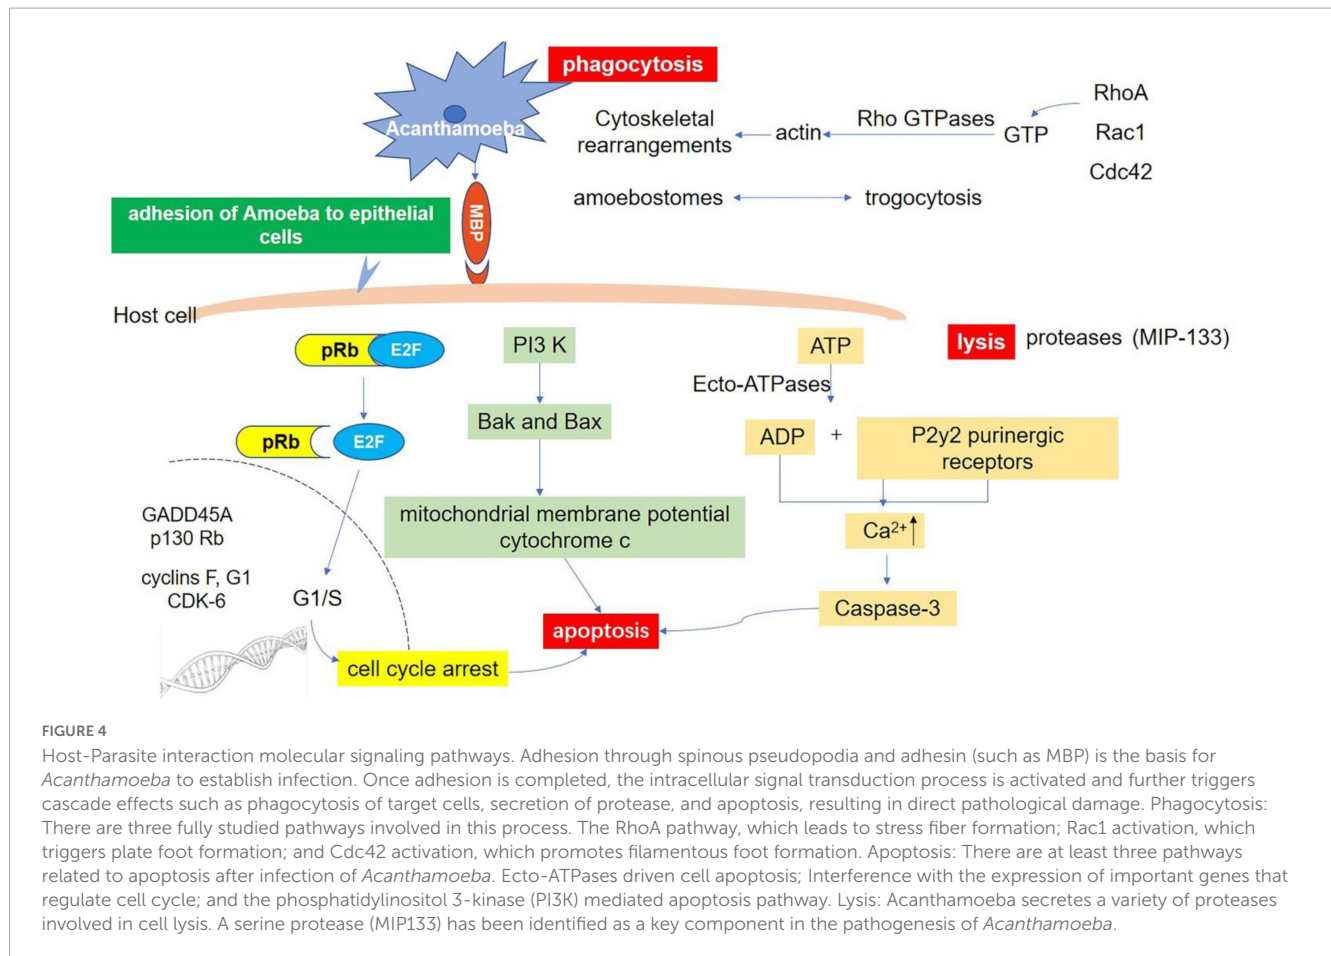 phagocytosis
Acanthamoeba
Cytoskeletal
rearrangements
actin
Rho GTPases
GTP
RhoA
Rac1
Cdc42
amoebostomes
trogocytosis
adhesion of Amoeba to epithelial
cells
MBP
Host cell
pRb
E2F
pRb
E2F
GADD45A
p130 Rb
cyclins F, G1
CDK-6
G1/S
cell cycle arrest
PI3 K
Bak and Bax
mitochondrial membrane potential
cytochrome c
apoptosis
ATP
Ecto-ATPases
ADP
+
P2y2 purinergic
receptors
Ca²⁺
Caspase-3
lysis
proteases (MIP-133)
FIGURE 4
Host-Parasite interaction molecular signaling pathways. Adhesion through spinous pseudopodia and adhesin (such as MBP) is the basis for
Acanthamoeba to establish infection. Once adhesion is completed, the intracellular signal transduction process is activated and further triggers
cascade effects such as phagocytosis of target cells, secretion of protease, and apoptosis, resulting in direct pathological damage. Phagocytosis:
There are three fully studied pathways involved in this process. The RhoA pathway, which leads to stress fiber formation; Rac1 activation, which
triggers plate foot formation; and Cdc42 activation, which promotes filamentous foot formation. Apoptosis: There are at least three pathways
related to apoptosis after infection of Acanthamoeba. Ecto-ATPases driven cell apoptosis; Interference with the expression of important genes that
regulate cell cycle; and the phosphatidylinositol 3-kinase (PI3K) mediated apoptosis pathway. Lysis: Acanthamoeba secretes a variety of proteases
involved in cell lysis. A serine protease (MIP133) has been identified as a key component in the pathogenesis of Acanthamoeba.